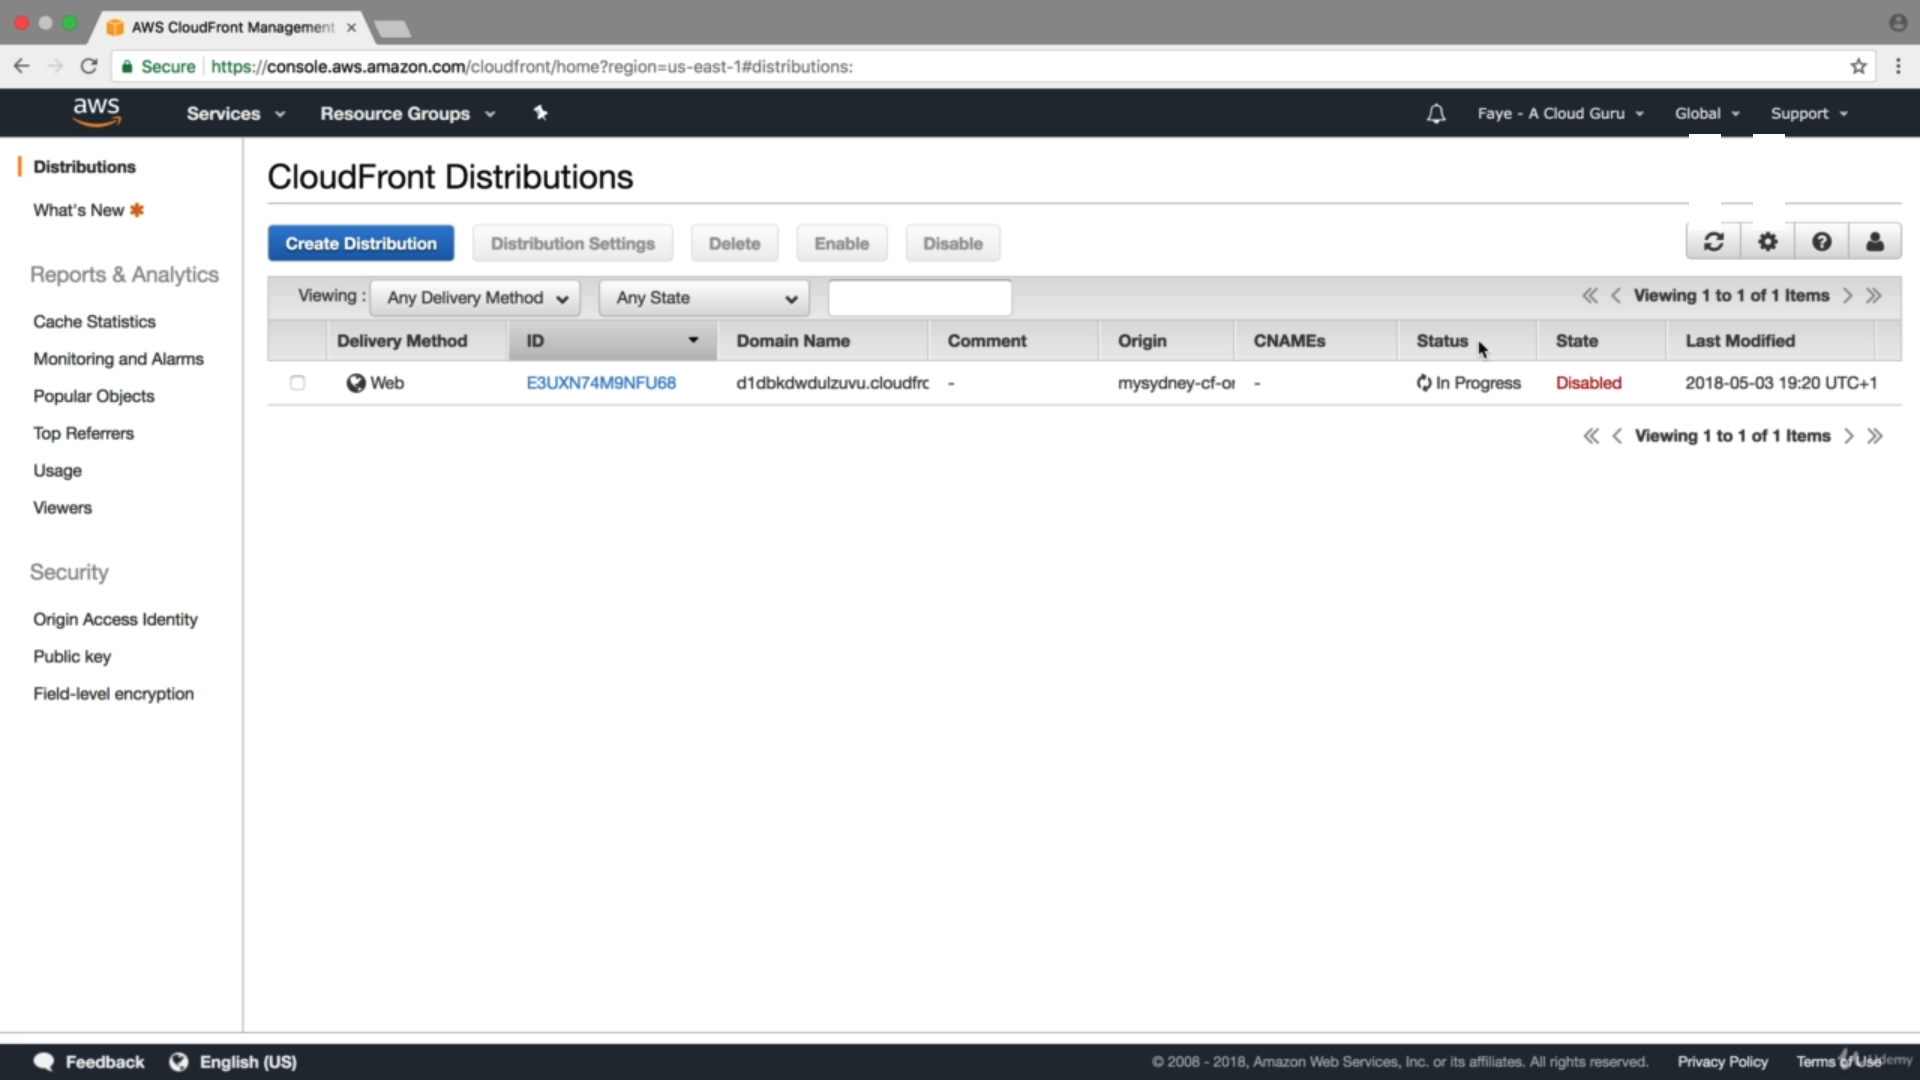 AWS CloudFront Management
Secure https://console.aws.amazon.com/cloudfront/home?region=us-east-1#distributions:
aws Services Resource Groups Faye - A Cloud Guru Global Support
Distributions
What's New
Reports & Analytics
Cache Statistics
Monitoring and Alarms
Popular Objects
Top Referrers
Usage
Viewers
Security
Origin Access Identity
Public key
Field-level encryption
CloudFront Distributions
Create Distribution Distribution Settings Delete Enable Disable
Viewing : Any Delivery Method Any State Viewing 1 to 1 of 1 Items
Delivery Method ID Domain Name Comment Origin CNAMEs Status State Last Modified
Web E3UXN74M9NFU68 d1dbkdwdulzuvu.cloudfrc - mysydney-cf-or - In Progress Disabled 2018-05-03 19:20 UTC+1
Viewing 1 to 1 of 1 Items
Feedback English (US) © 2008 - 2018, Amazon Web Services, Inc. or its affiliates. All rights reserved. Privacy Policy Terms of Use